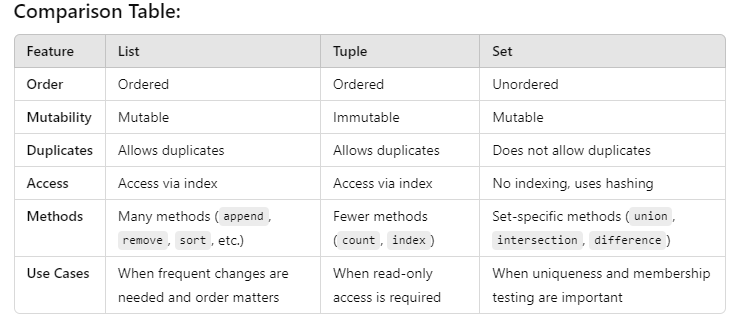 Comparison Table:
Feature List Tuple Set
Order Ordered Ordered Unordered
Mutability Mutable Immutable Mutable
Duplicates Allows duplicates Allows duplicates Does not allow duplicates
Access Access via index Access via index No indexing, uses hashing
Methods Many methods ( append , Fewer methods Set-specific methods ( union ,
remove , sort , etc.) ( count , index ) intersection , difference )
Use Cases When frequent changes are When read-only When uniqueness and membership
needed and order matters access is required testing are important